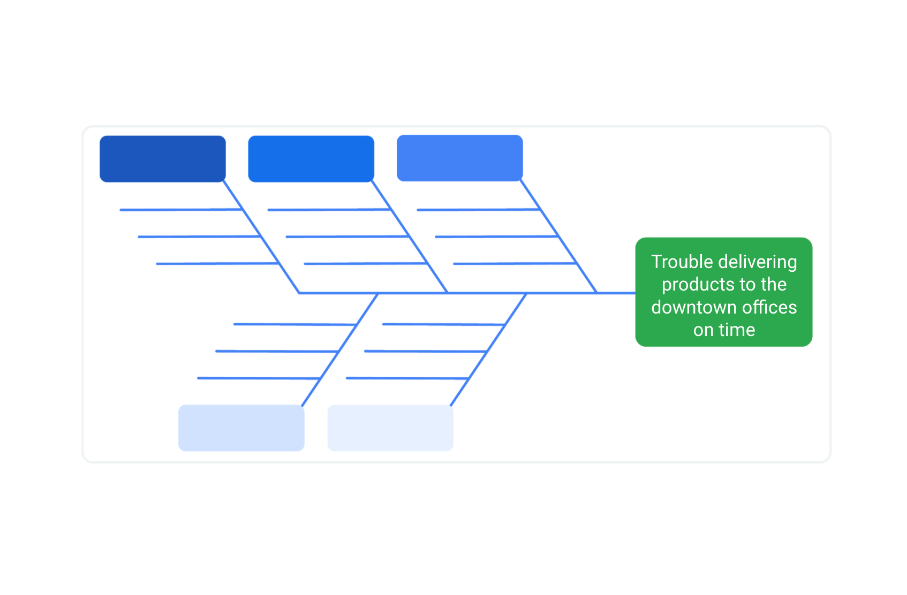 Trouble delivering
products to the
downtown offices
on time